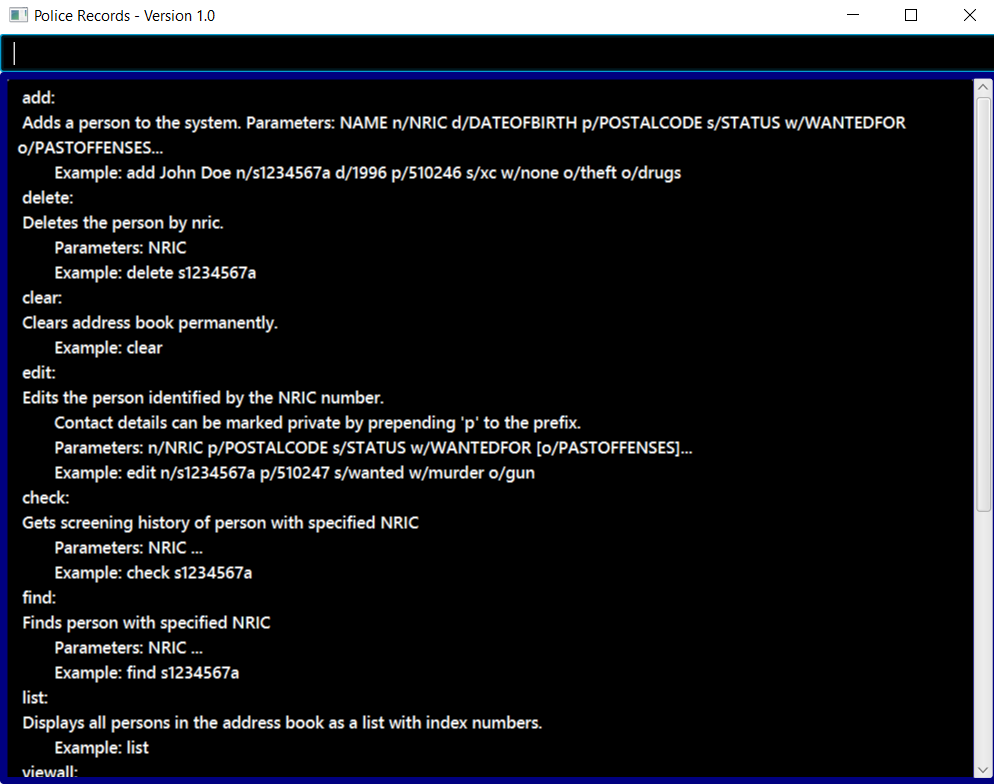 Police Records - Version 1.0
add:
Adds a person to the system. Parameters: NAME n/NRIC d/DATEOFBIRTH p/POSTALCODE s/STATUS w/WANTEDFOR
o/PASTOFFENSES...
Example: add John Doe n/s1234567a d/1996 p/510246 s/xc w/none o/theft o/drugs
delete:
Deletes the person by nric.
Parameters: NRIC
Example: delete s1234567a
clear:
Clears address book permanently.
Example: clear
edit:
Edits the person identified by the NRIC number.
Contact details can be marked private by prepending 'p' to the prefix.
Parameters: n/NRIC p/POSTALCODE s/STATUS w/WANTEDFOR [o/PASTOFFENSES]...
Example: edit n/s1234567a p/510247 s/wanted w/murder o/gun
check:
Gets screening history of person with specified NRIC
Parameters: NRIC ...
Example: check s1234567a
find:
Finds person with specified NRIC
Parameters: NRIC ...
Example: find s1234567a
list:
Displays all persons in the address book as a list with index numbers.
Example: list
viewall: